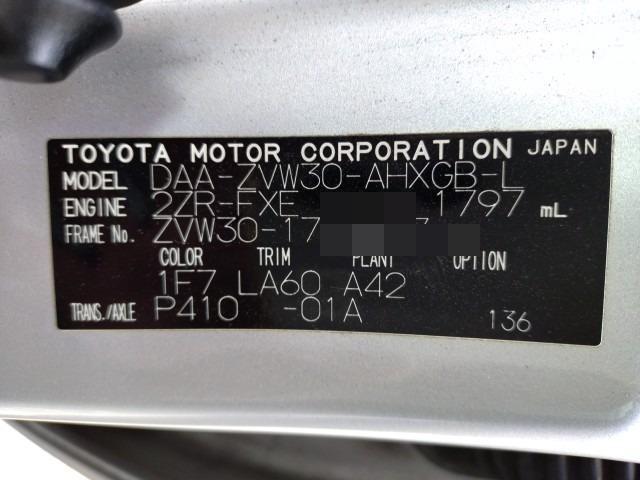 TOYOTA MOTOR CORPORATION JAPAN
MODEL DAA-ZVW30-AHXGB-L
ENGINE 2ZR-FXE 1797 mL
FRAME No. ZVW30-17
COLOR TRIM PLANT OPTION
1F7 LA60 A42
TRANS./AXLE P410 -01A 136